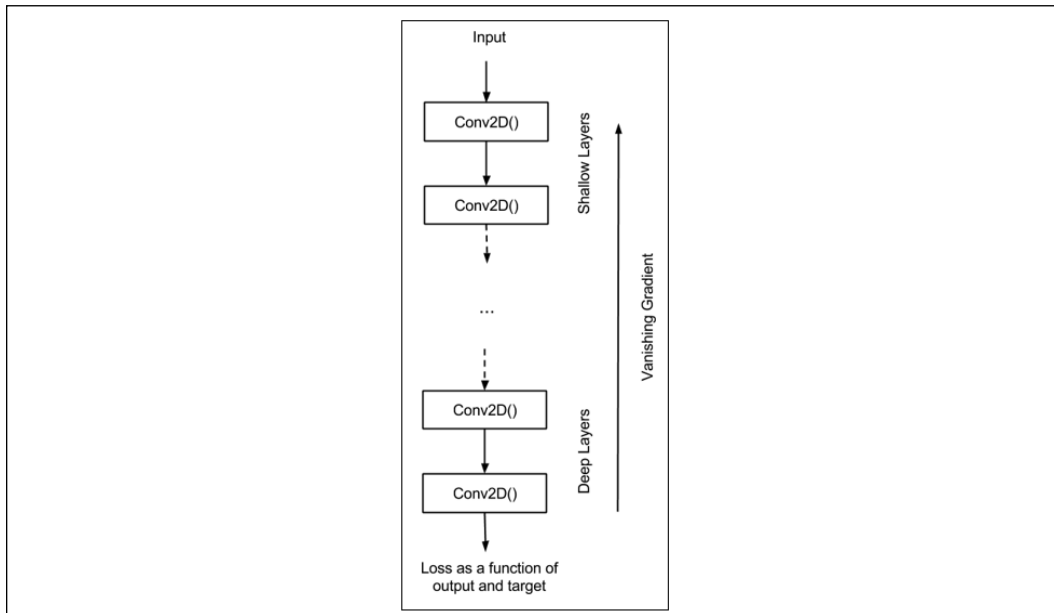 Input
Conv2D()
Shallow Layers
Conv2D()
...
Vanishing Gradient
Conv2D()
Deep Layers
Conv2D()
Loss as a function of
output and target